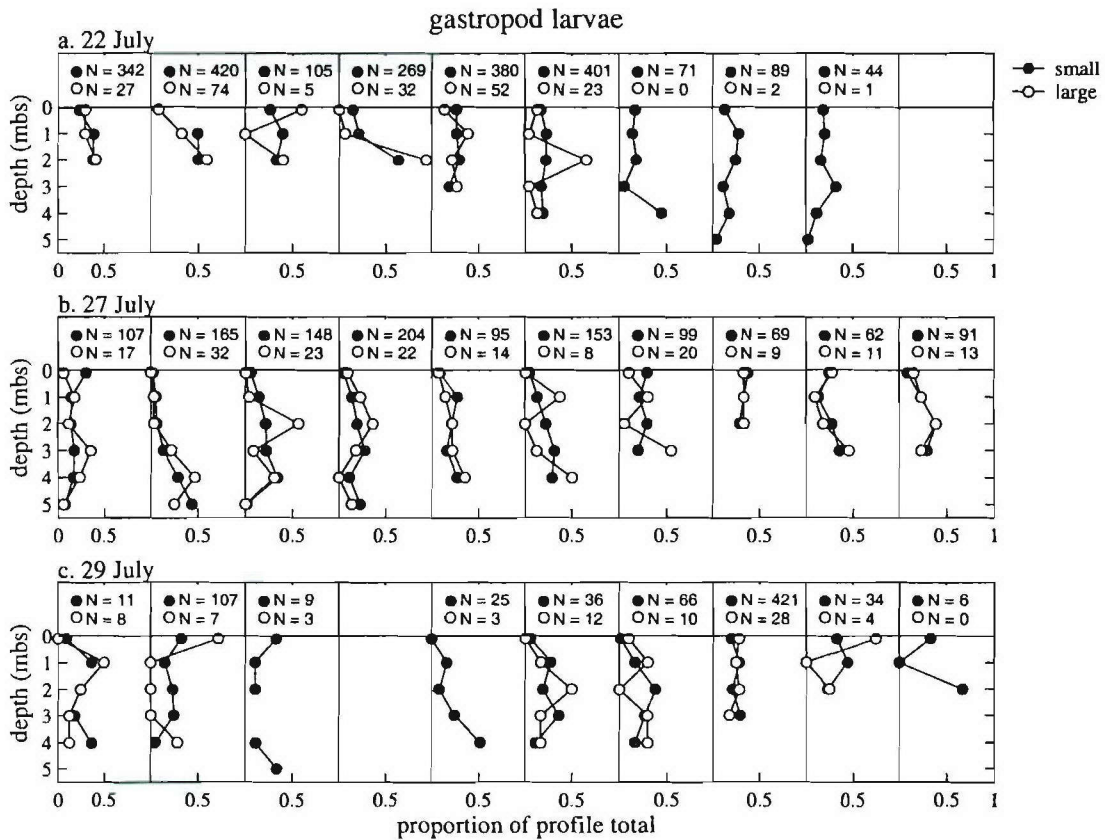 gastropod larvae
a. 22 July
N = 342 N = 420 N = 105 N = 269 N = 380 N = 401 N = 71 N = 89 N = 44
N = 27 N = 74 N = 5 N = 32 N = 52 N = 23 N = 0 N = 2 N = 1
small
large
depth (mbs)
0
1
2
3
4
5
0 0.5 0.5 0.5 0.5 0.5 0.5 0.5 0.5 0.5 1
b. 27 July
N = 107 N = 165 N = 148 N = 204 N = 95 N = 153 N = 99 N = 69 N = 62 N = 91
N = 17 N = 32 N = 23 N = 22 N = 14 N = 8 N = 20 N = 9 N = 11 N = 13
depth (mbs)
0
1
2
3
4
5
0 0.5 0.5 0.5 0.5 0.5 0.5 0.5 0.5 0.5 0.5 1
c. 29 July
N = 11 N = 107 N = 9 N = 25 N = 36 N = 66 N = 421 N = 34 N = 6
N = 8 N = 7 N = 3 N = 3 N = 12 N = 10 N = 28 N = 4 N = 0
depth (mbs)
0
1
2
3
4
5
0 0.5 0.5 0.5 0.5 0.5 0.5 0.5 0.5 0.5 1
proportion of profile total